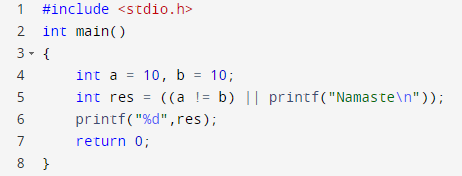 1 #include <stdio.h>
2 int main()
3 {
4 int a = 10, b = 10;
5 int res = ((a != b) || printf("Namaste\n"));
6 printf("%d",res);
7 return 0;
8 }